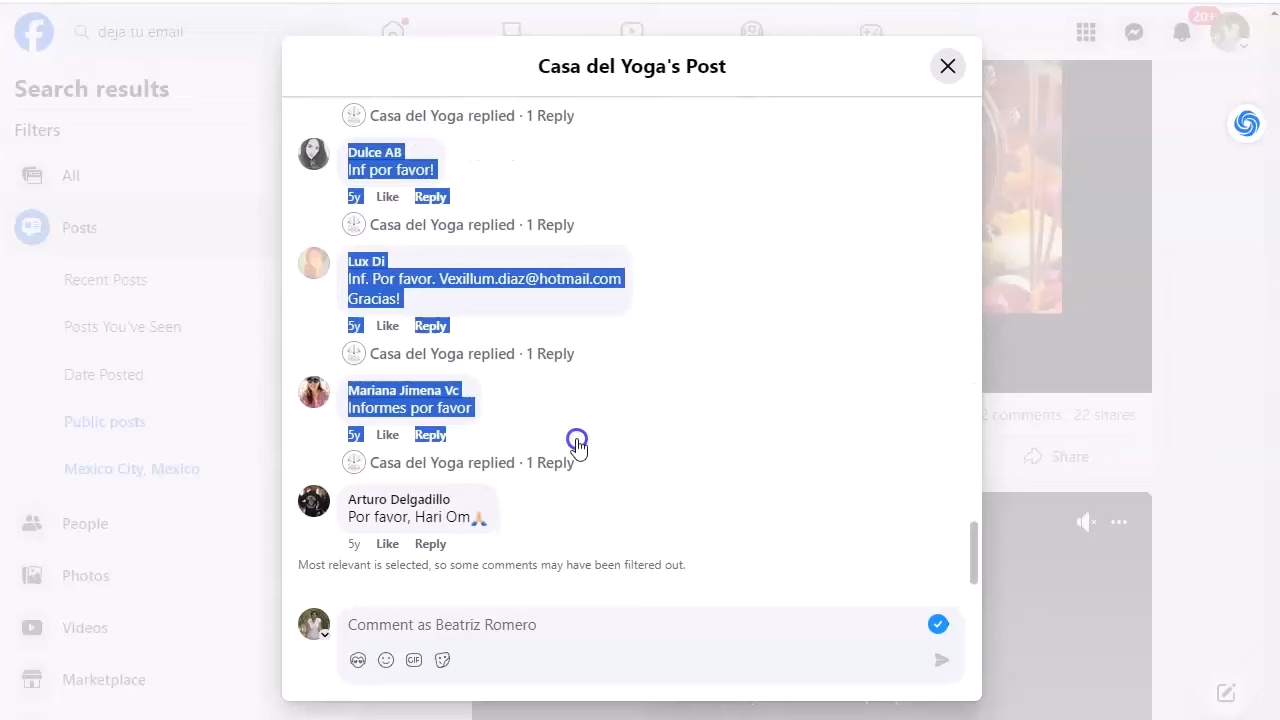 deja tu email
20+
Search results
Filters
All
Posts
Recent Posts
Posts You've Seen
Date Posted
Public posts
Mexico City, Mexico
People
Photos
Videos
Marketplace
Casa del Yoga's Post
Casa del Yoga replied · 1 Reply
Dulce AB
Inf por favor!
5y Like Reply
Casa del Yoga replied · 1 Reply
Lux Di
Inf. Por favor. Vexillum.diaz@hotmail.com
Gracias!
5y Like Reply
Casa del Yoga replied · 1 Reply
Mariana Jimena Vc
Informes por favor
5y Like Reply
Casa del Yoga replied · 1 Reply
Arturo Delgadillo
Por favor, Hari Om🙏🏼
5y Like Reply
Most relevant is selected, so some comments may have been filtered out.
Comment as Beatriz Romero
GIF
2 comments 22 shares
Share